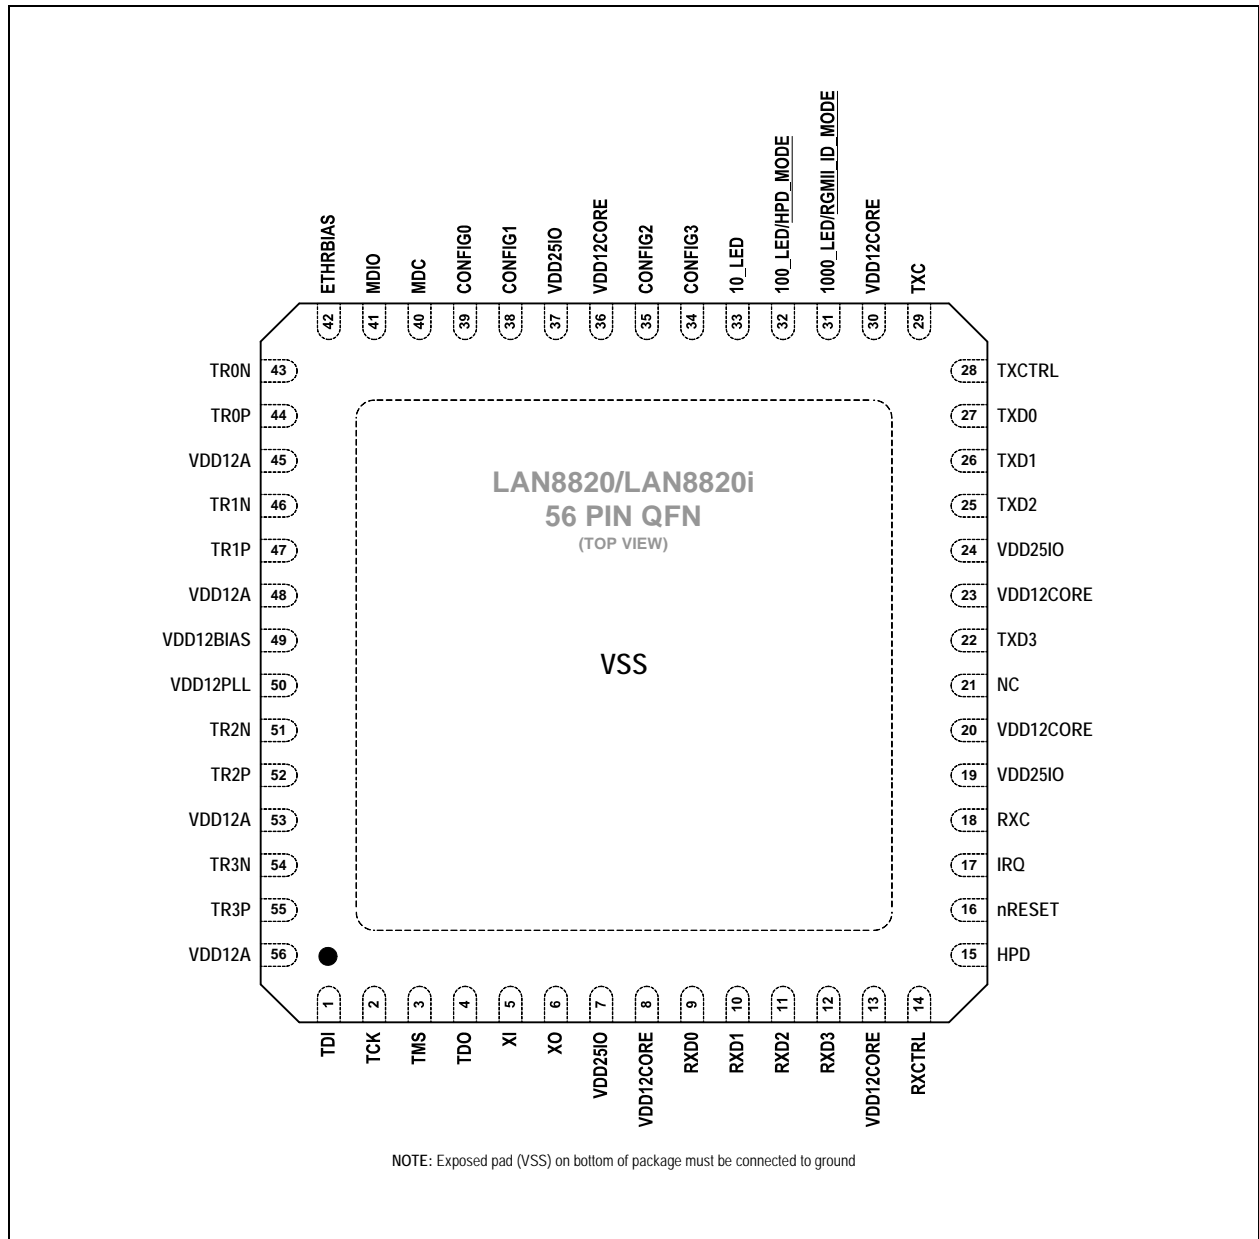 ETHRBIAS
MDIO
MDC
CONFIG0
CONFIG1
VDD25IO
VDD12CORE
CONFIG2
CONFIG3
10_LED
100_LED/HPD_MODE
1000_LED/RGMII_ID_MODE
VDD12CORE
TXC
42
41
40
39
38
37
36
35
34
33
32
31
30
29
TR0N 43
TR0P 44
VDD12A 45
TR1N 46
TR1P 47
VDD12A 48
VDD12BIAS 49
VDD12PLL 50
TR2N 51
TR2P 52
VDD12A 53
TR3N 54
TR3P 55
VDD12A 56
LAN8820/LAN8820i
56 PIN QFN
(TOP VIEW)
VSS
28 TXCTRL
27 TXD0
26 TXD1
25 TXD2
24 VDD25IO
23 VDD12CORE
22 TXD3
21 NC
20 VDD12CORE
19 VDD25IO
18 RXC
17 IRQ
16 nRESET
15 HPD
1
2
3
4
5
6
7
8
9
10
11
12
13
14
TDI
TCK
TMS
TDO
XI
XO
VDD25IO
VDD12CORE
RXD0
RXD1
RXD2
RXD3
VDD12CORE
RXCTRL
NOTE: Exposed pad (VSS) on bottom of package must be connected to ground